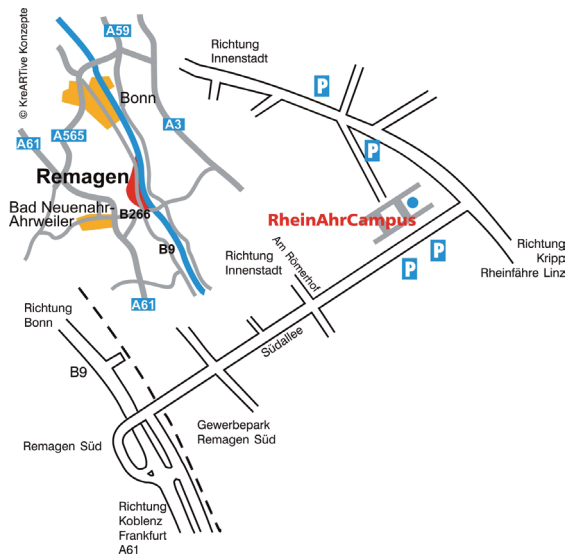 © KreARTive Konzepte
A59
Bonn
A565
A3
A61
Remagen
Bad Neuenahr-
Ahrweiler
B266
B9
A61
Richtung
Innenstadt
P
P
RheinAhrCampus
P
P
Richtung
Kripp
Rheinfähre Linz
Richtung
Innenstadt
Am Römerhof
Südallee
Richtung
Bonn
B9
Gewerbepark
Remagen Süd
Remagen Süd
Richtung
Koblenz
Frankfurt
A61